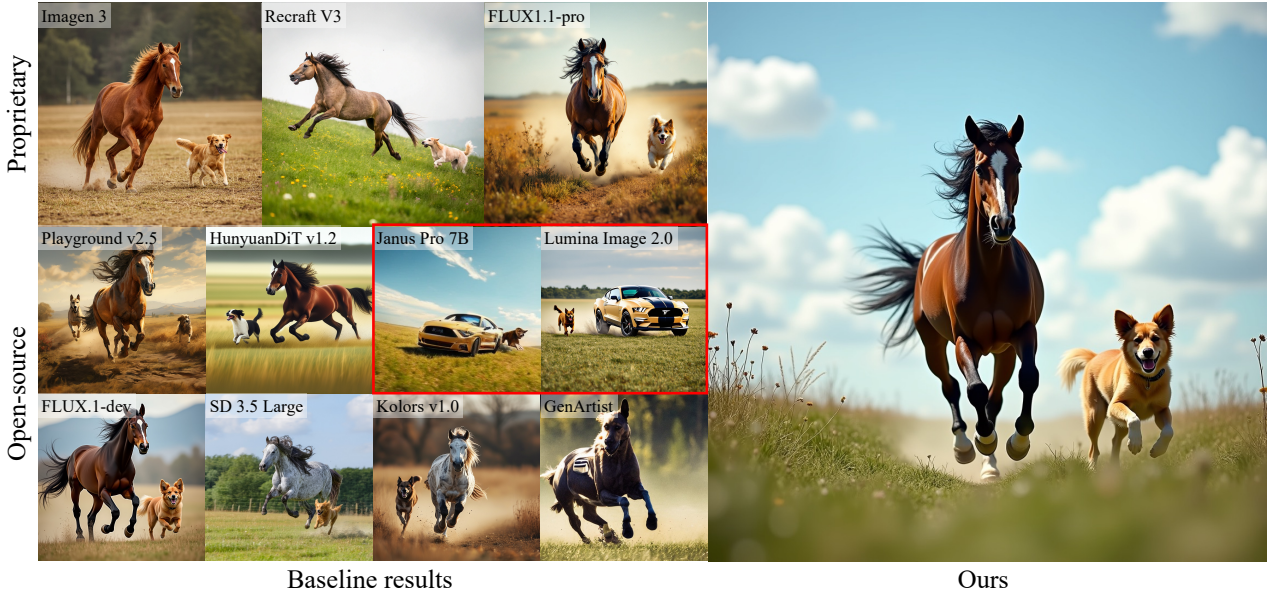 Proprietary
Imagen 3
Recraft V3
FLUX1.1-pro
Open-source
Playground v2.5
HunyuanDiT v1.2
Janus Pro 7B
Lumina Image 2.0
FLUX.1-dev
SD 3.5 Large
Kolors v1.0
GenArtist
Baseline results
Ours